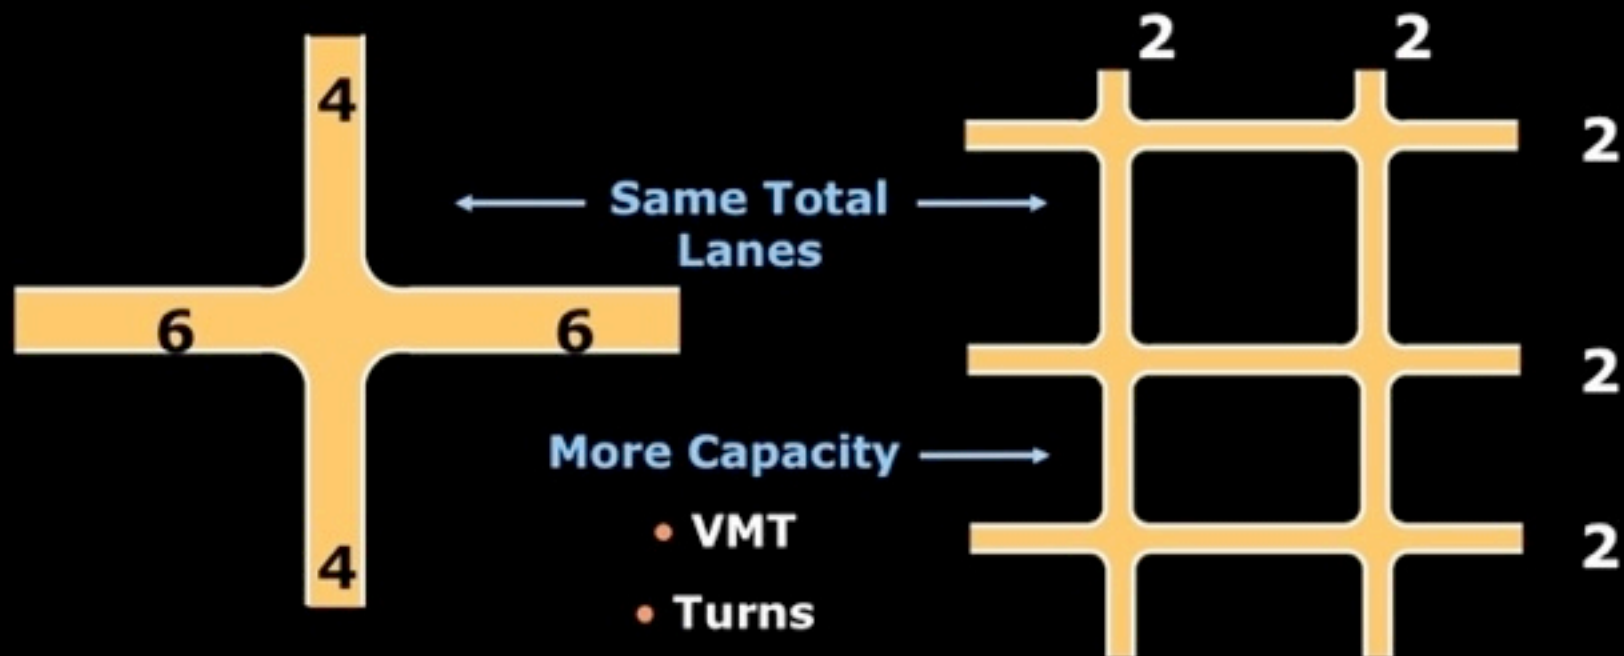 4
6 6
4
Same Total
Lanes
More Capacity
• VMT
• Turns
2 2
2
2
2